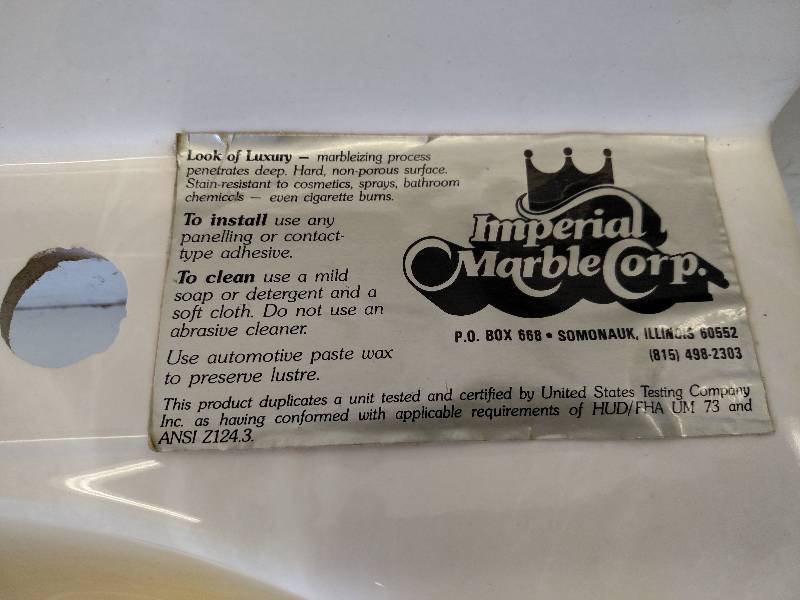 Look of Luxury — marbleizing process
penetrates deep. Hard, non-porous surface.
Stain-resistant to cosmetics, sprays, bathroom
chemicals — even cigarette burns.
To install use any
panelling or contact-
type adhesive.
To clean use a mild
soap or detergent and a
soft cloth. Do not use an
abrasive cleaner.
Use automotive paste wax
to preserve lustre.
Imperial
Marble Corp.
P.O. BOX 668 • SOMONAUK, ILLINOIS 60552
(815) 498-2303
This product duplicates a unit tested and certified by United States Testing Company
Inc. as having conformed with applicable requirements of HUD/FHA UM 73 and
ANSI Z124.3.